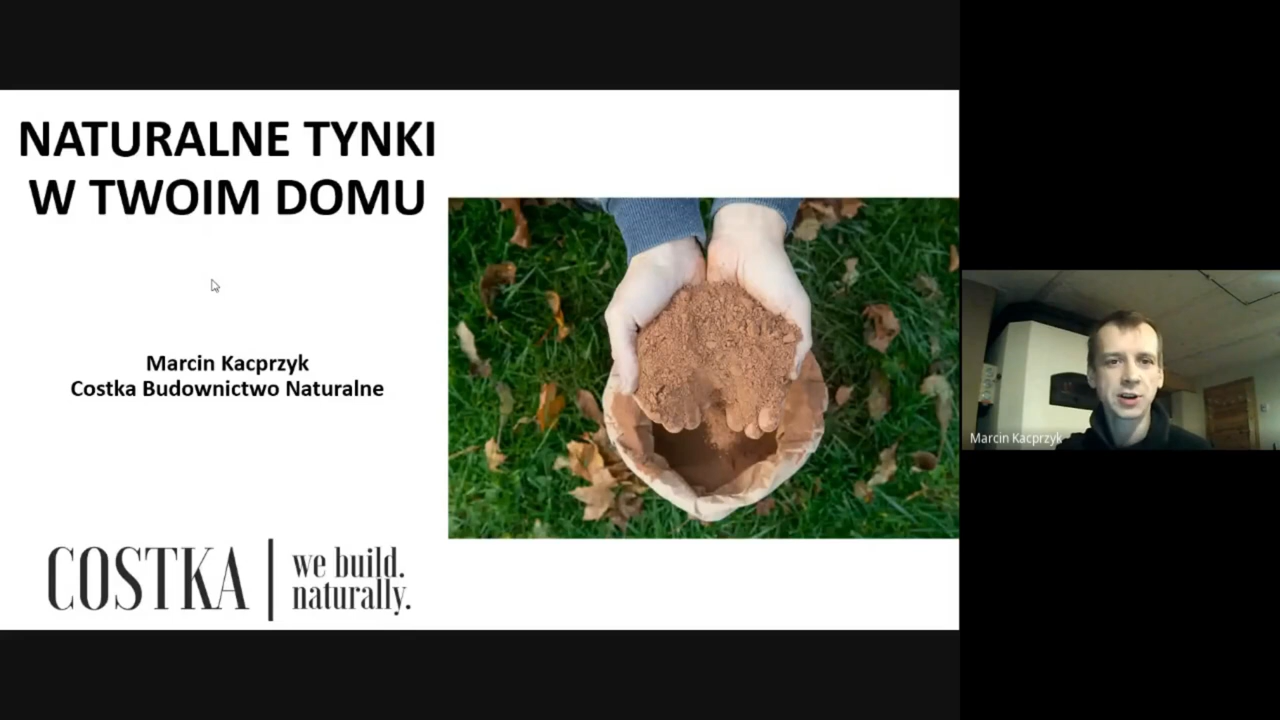 NATURALNE TYNKI
W TWOIM DOMU
Marcin Kacprzyk
Costka Budownictwo Naturalne
COSTKA
we build.
naturally.
Marcin Kacprzyk